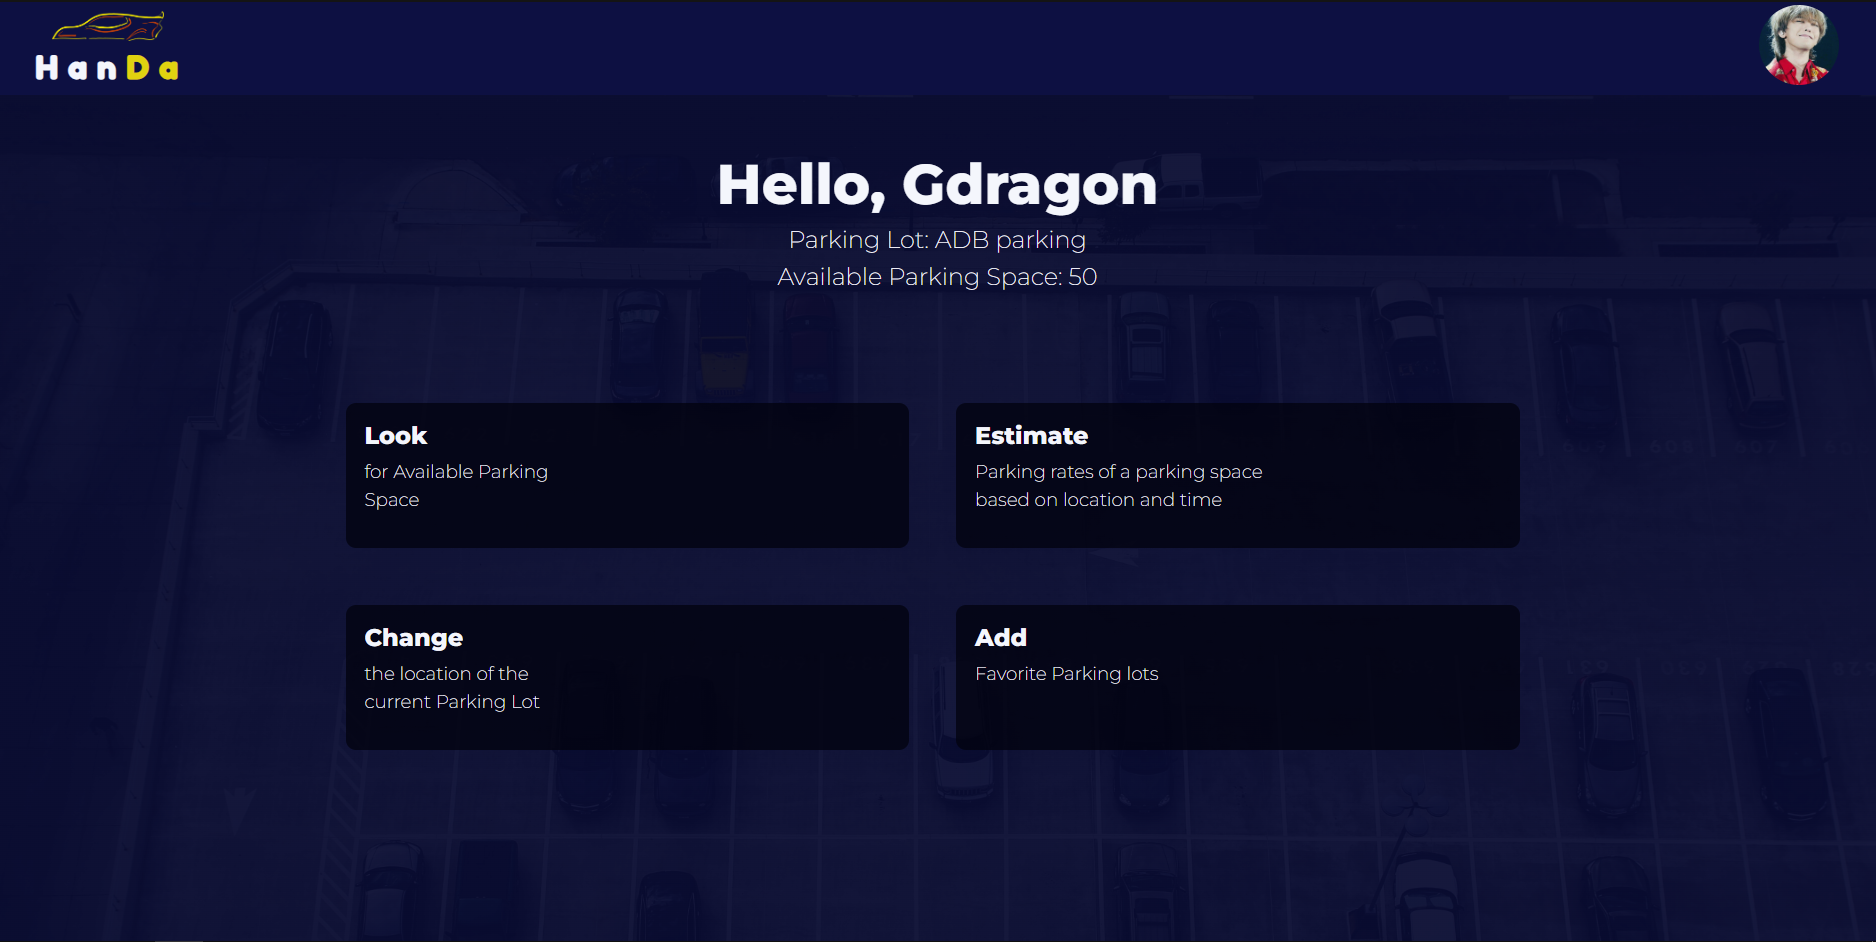 HanDa
Hello, Gdragon
Parking Lot: ADB parking
Available Parking Space: 50
Look
for Available Parking
Space
Estimate
Parking rates of a parking space
based on location and time
Change
the location of the
current Parking Lot
Add
Favorite Parking lots